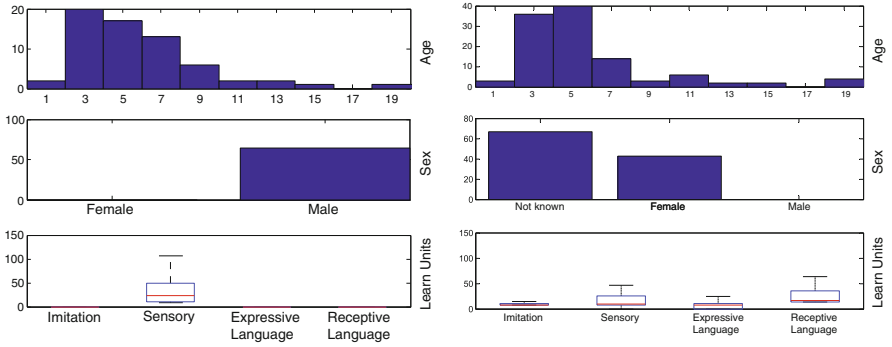 20
10
0
1 3 5 7 9 11 13 15 17 19
Age
100
50
0
Female Male
Sex
150
100
50
0
Imitation Sensory Expressive Language Receptive Language
Learn Units
40
30
20
10
0
1 3 5 7 9 11 13 15 17 19
Age
80
60
40
20
0
Not known Female Male
Sex
150
100
50
0
Imitation Sensory Expressive Language Receptive Language
Learn Units